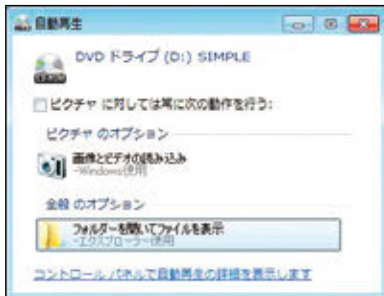 自動再生
DVD ドライブ (D:) SIMPLE
ピクチャ に対しては常に次の動作を行う:
ピクチャ のオプション
画像とビデオの読み込み
-Windows使用
全般 のオプション
フォルダーを開いてファイルを表示
-エクスプローラー使用
コントロール パネルで自動再生の詳細を表示します